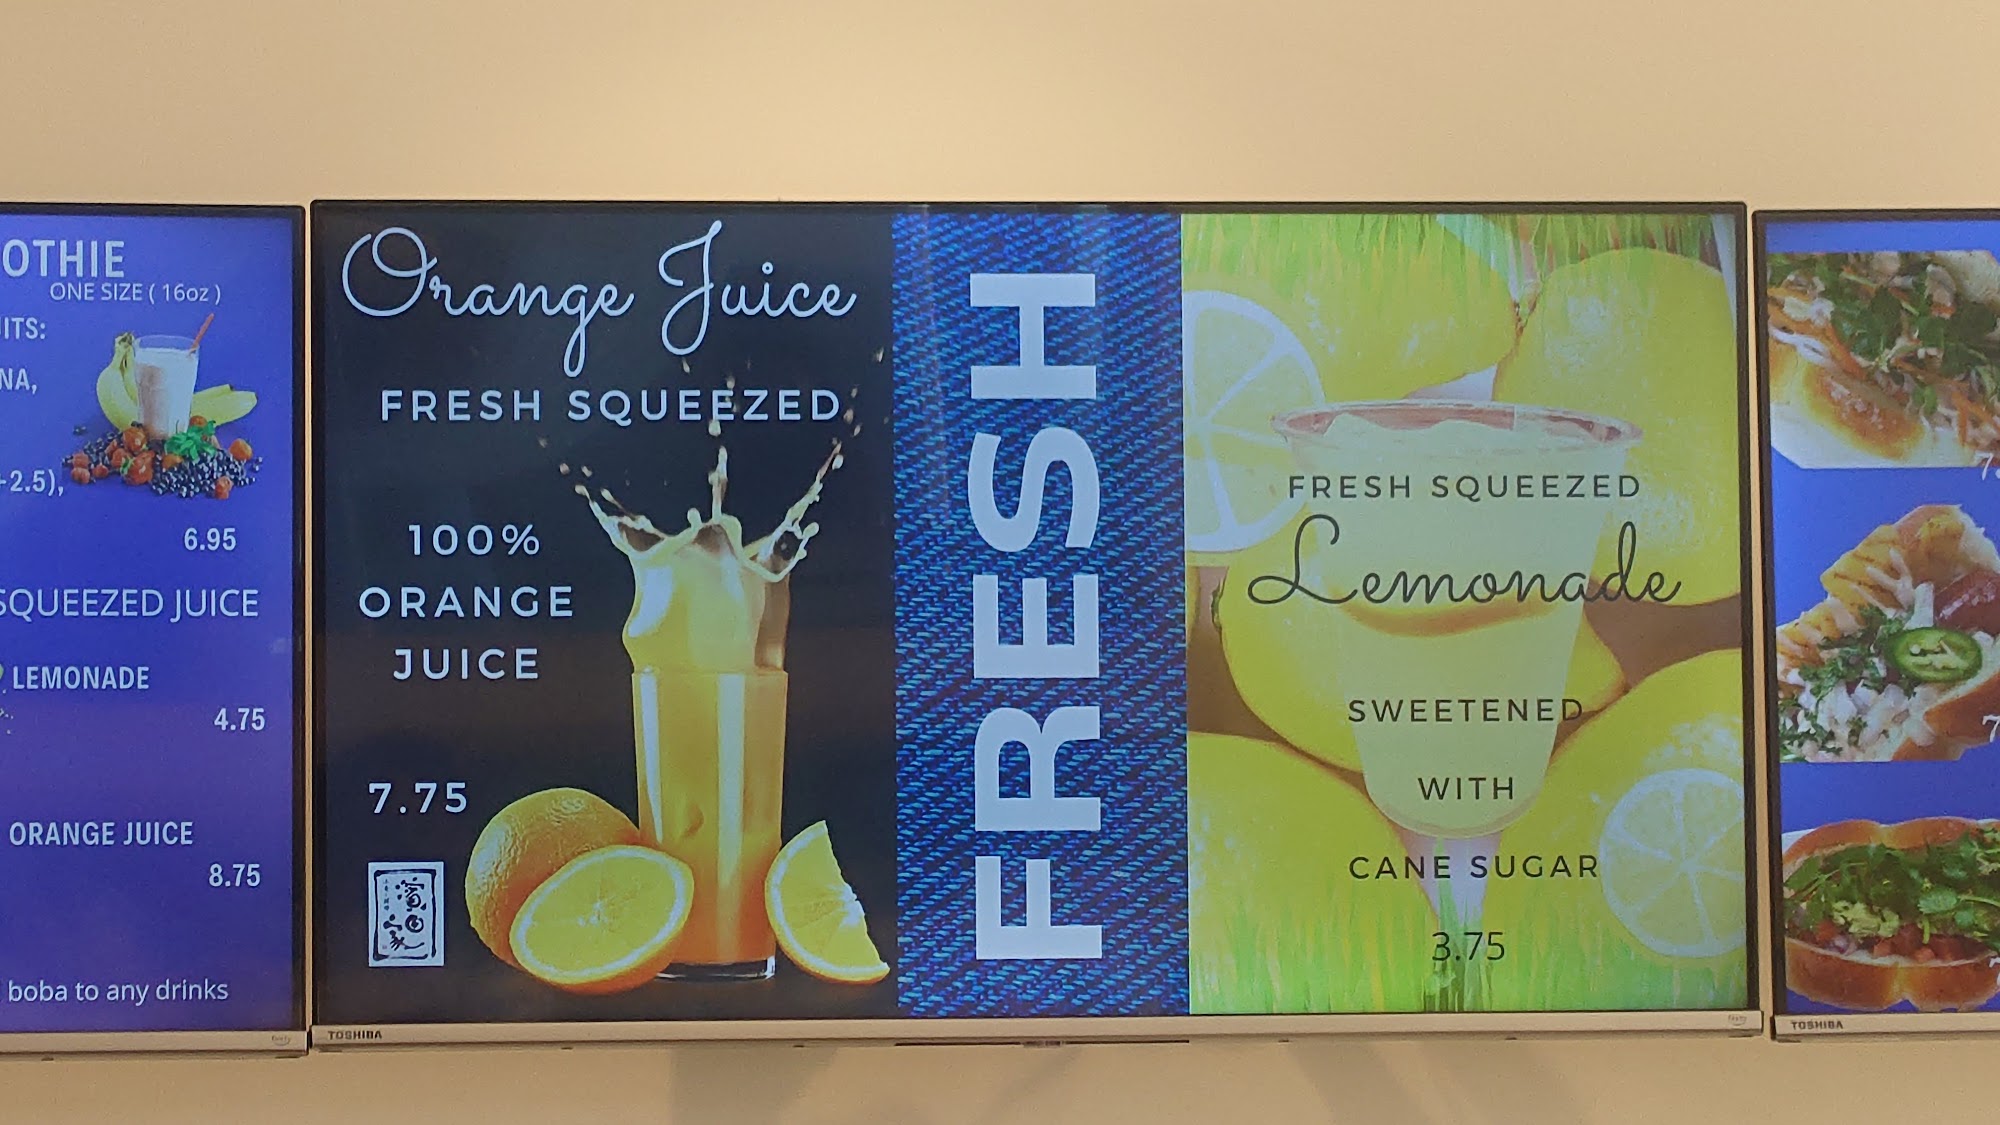 OTHIE
ONE SIZE ( 16oz )
ITS:
NA,
+2.5),
6.95
SQUEEZED JUICE
LEMONADE
4.75
ORANGE JUICE
8.75
boba to any drinks
TOSHIBA
Orange Juice
FRESH SQUEEZED
100%
ORANGE
JUICE
7.75
FRESH
FRESH SQUEEZED
Lemonade
SWEETENED
WITH
CANE SUGAR
3.75
TOSHIBA
TOSHIBA